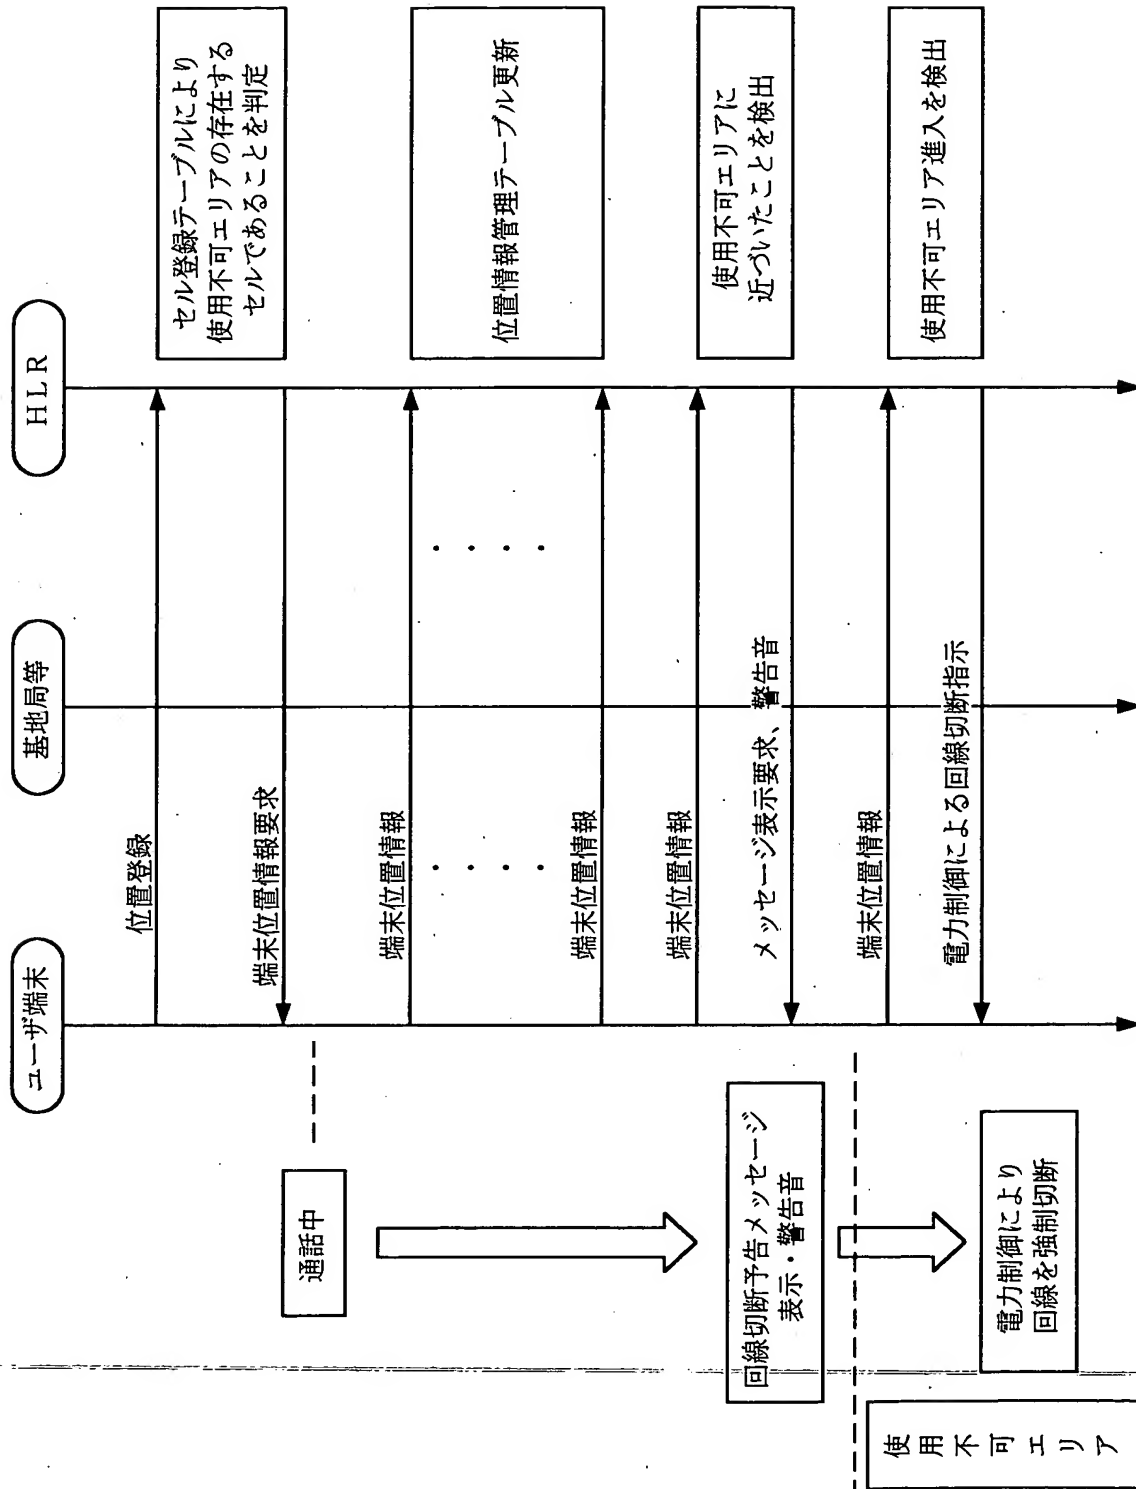 ユーザ端末
基地局等
HLR
位置登録
セル登録テーブルにより
使用不可エリアの存在する
セルであることを判定
端末位置情報要求
通話中
端末位置情報
位置情報管理テーブル更新
端末位置情報
端末位置情報
使用不可エリアに
近づいたことを検出
メッセージ表示要求、警告音
回線切断予告メッセージ
表示・警告音
端末位置情報
使用不可エリア進入を検出
電力制御による回線切断指示
電力制御により
回線を強制切断
使用不可エリア